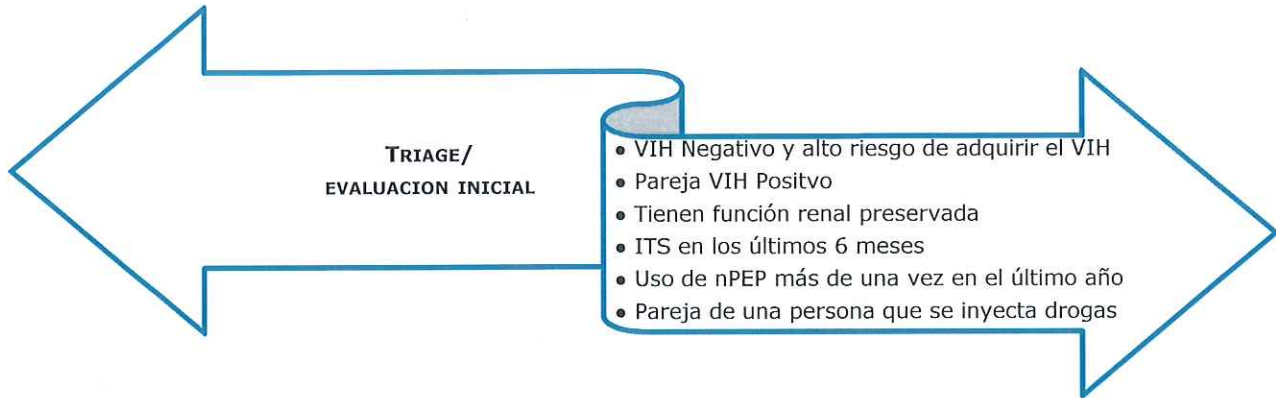 TRIAGE/
EVALUACION INICIAL
• VIH Negativo y alto riesgo de adquirir el VIH
• Pareja VIH Positvo
• Tienen función renal preservada
• ITS en los últimos 6 meses
• Uso de nPEP más de una vez en el último año
• Pareja de una persona que se inyecta drogas